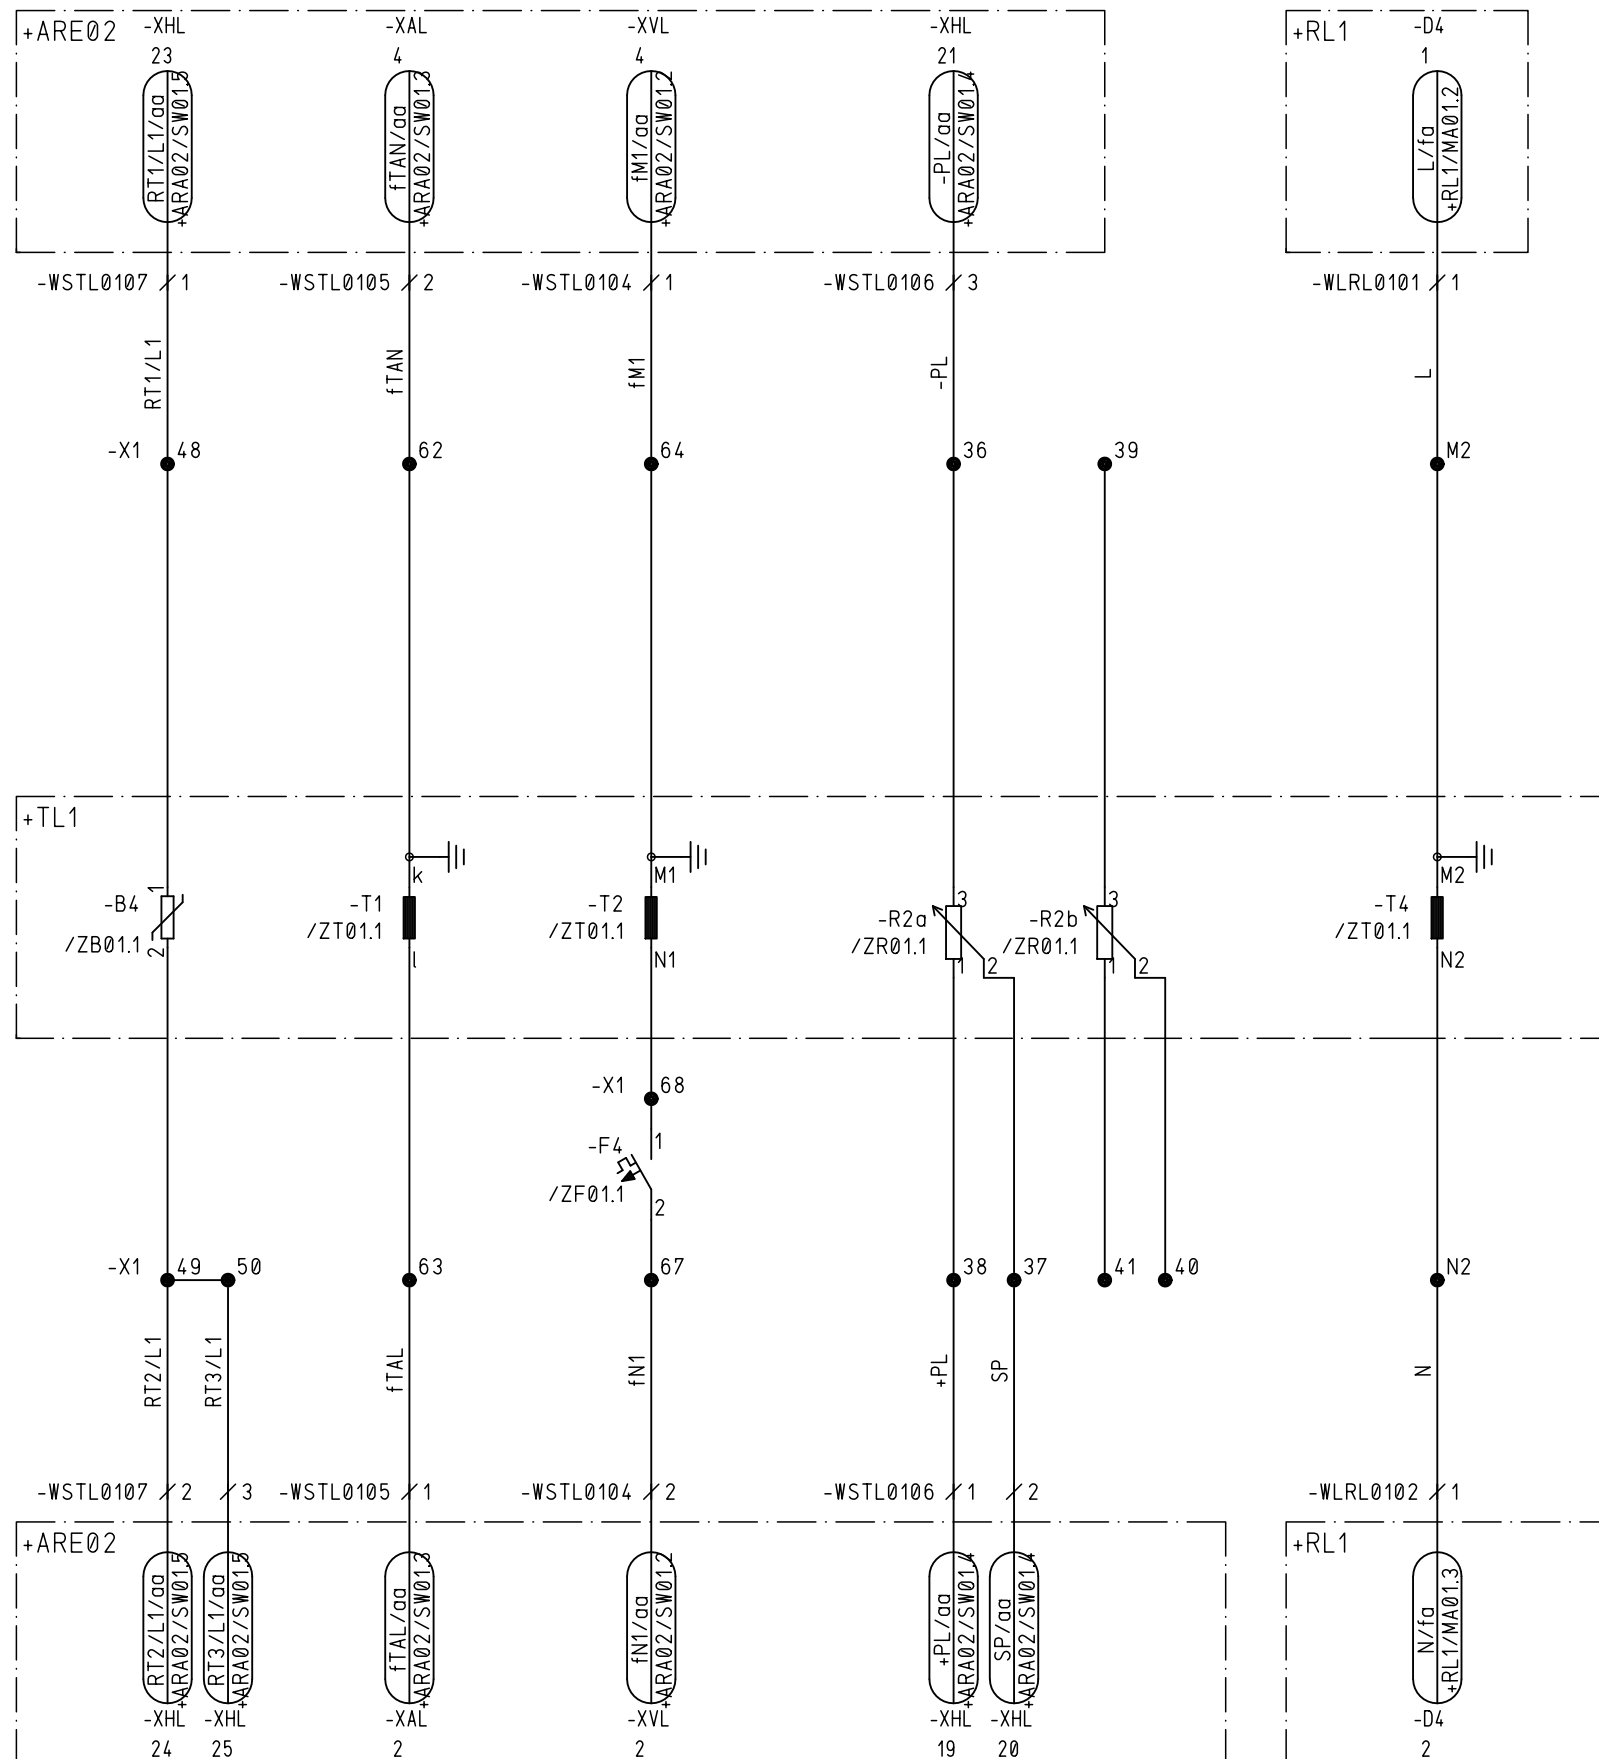 +ARE02 -XHL -XAL -XVL -XHL +RL1 -D4
23 4 4 21 1
RT1/L1/aa
+ARA02/SW01.5
fTAN/aa
+ARA02/SW01.3
fM1/aa
+ARA02/SW01.2
-PL/aa
+ARA02/SW01.4
L/fa
+RL1/MA01.2
-WSTL0107 1 -WSTL0105 2 -WSTL0104 1 -WSTL0106 3 -WLRL0101 1
RT1/L1
fTAN
fM1
-PL
L
-X1 48 62 64 36 39 M2
+TL1
k M1 M2
-B4 1 -T1 -T2 -R2a 3 -R2b 3 -T4
/ZB01.1 2 /ZT01.1 /ZT01.1 /ZR01.1 /ZR01.1 /ZT01.1
l N1 1 2 1 2 N2
-X1 68
-F4 1
/ZF01.1 2
-X1 49 50 63 67 38 37 41 40 N2
RT2/L1
RT3/L1
fTAL
fN1
+PL
SP
N
-WSTL0107 2 3 -WSTL0105 1 -WSTL0104 2 -WSTL0106 1 2 -WLRL0102 1
+ARE02 +RL1
RT2/L1/aa
+ARA02/SW01.5
RT3/L1/aa
+ARA02/SW01.5
fTAL/aa
+ARA02/SW01.3
fN1/aa
+ARA02/SW01.2
+PL/aa
+ARA02/SW01.4
SP/aa
+ARA02/SW01.4
N/fa
+RL1/MA01.3
-XHL -XHL -XAL -XVL -XHL -XHL -D4
24 25 2 2 19 20 2